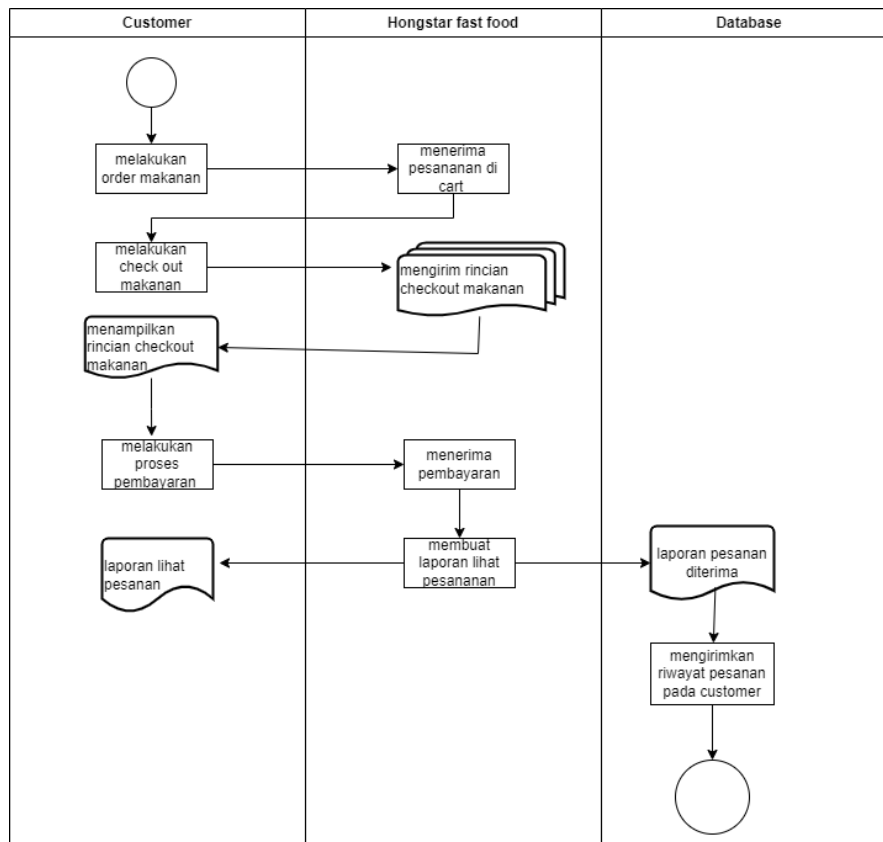 Customer
Hongstar fast food
Database
melakukan
order makanan
menerima
pesananan di
cart
melakukan
check out
makanan
mengirim rincian
checkout makanan
menampilkan
rincian checkout
makanan
melakukan
proses
pembayaran
menerima
pembayaran
laporan lihat
pesanan
membuat
laporan lihat
pesananan
laporan pesanan
diterima
mengirimkan
riwayat pesanan
pada customer